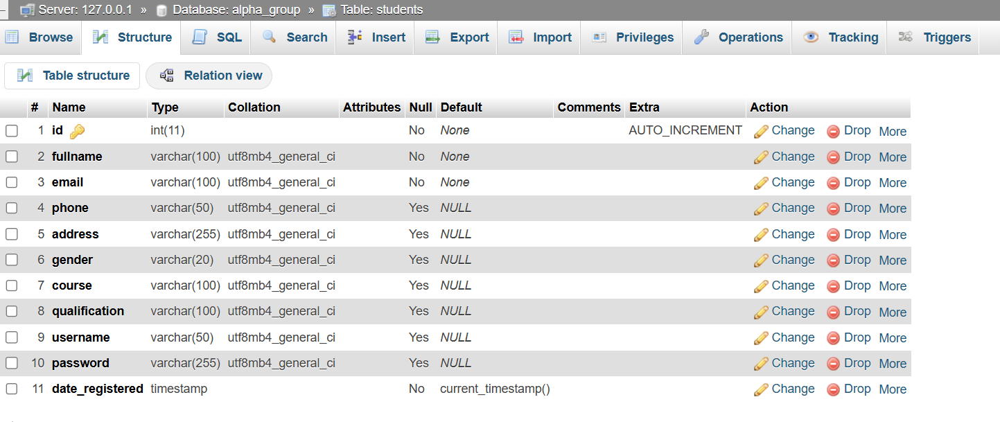 Server: 127.0.0.1 » Database: alpha_group » Table: students
Browse Structure SQL Search Insert Export Import Privileges Operations Tracking Triggers
Table structure Relation view
# Name Type Collation Attributes Null Default Comments Extra Action
1 id int(11) No None AUTO_INCREMENT Change Drop More
2 fullname varchar(100) utf8mb4_general_ci No None Change Drop More
3 email varchar(100) utf8mb4_general_ci No None Change Drop More
4 phone varchar(50) utf8mb4_general_ci Yes NULL Change Drop More
5 address varchar(255) utf8mb4_general_ci Yes NULL Change Drop More
6 gender varchar(20) utf8mb4_general_ci Yes NULL Change Drop More
7 course varchar(100) utf8mb4_general_ci Yes NULL Change Drop More
8 qualification varchar(100) utf8mb4_general_ci Yes NULL Change Drop More
9 username varchar(50) utf8mb4_general_ci Yes NULL Change Drop More
10 password varchar(255) utf8mb4_general_ci Yes NULL Change Drop More
11 date_registered timestamp No current_timestamp() Change Drop More